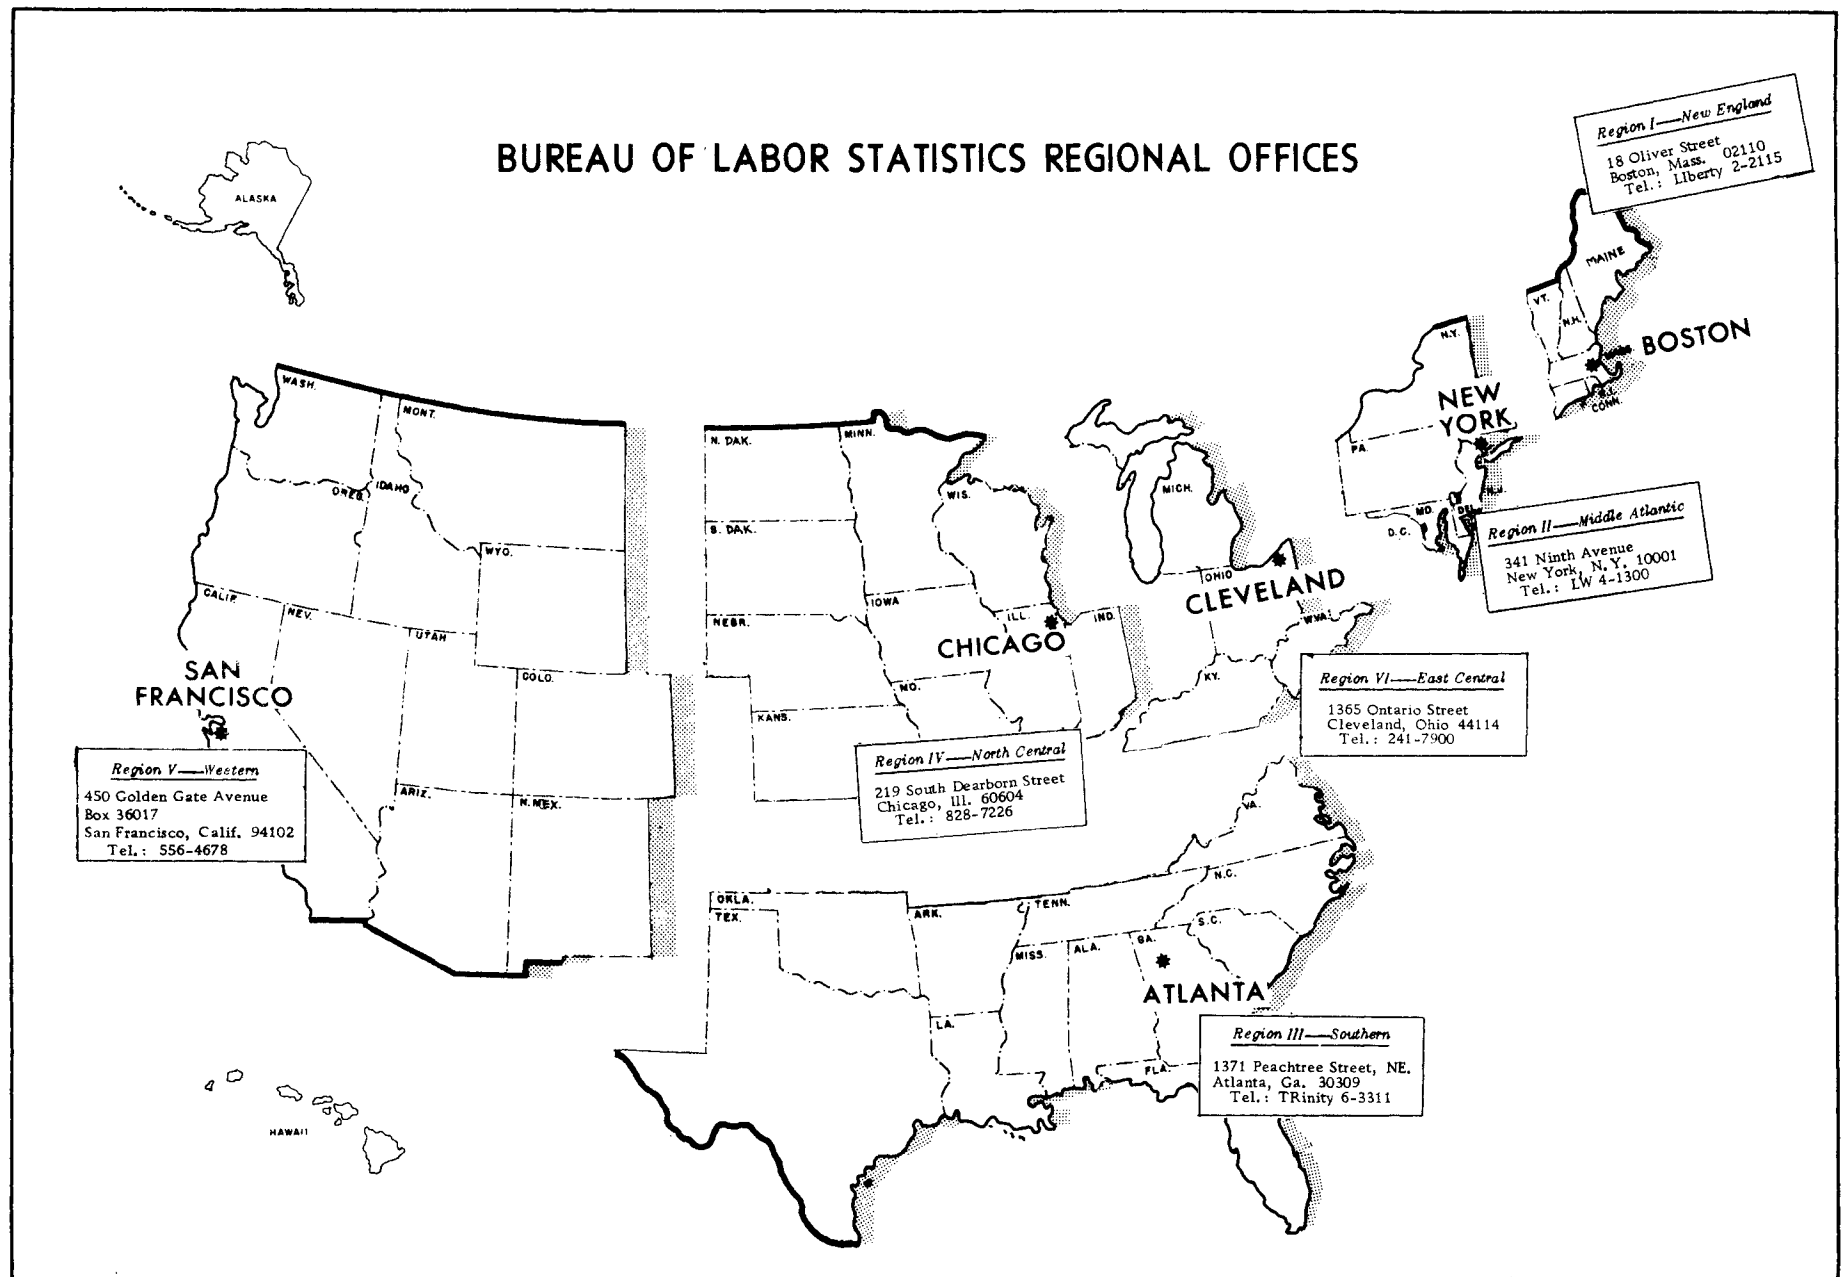 BUREAU OF LABOR STATISTICS REGIONAL OFFICES
Region I—New England
18 Oliver Street
Boston, Mass. 02110
Tel.: LIberty 2-2115
ALASKA
MAINE
VT.
N.H.
BOSTON
R.I.
CONN.
N.Y.
NEW
YORK
PA.
N.J.
MD.
DEL.
D.C.
Region II—Middle Atlantic
341 Ninth Avenue
New York, N.Y. 10001
Tel.: LW 4-1300
WASH.
MONT.
OREG.
IDAHO
WYO.
CALIF.
NEV.
UTAH
COLO.
ARIZ.
N.MEX.
SAN
FRANCISCO
Region V—Western
450 Golden Gate Avenue
Box 36017
San Francisco, Calif. 94102
Tel.: 556-4678
N. DAK.
MINN.
S. DAK.
WIS.
IOWA
NEBR.
ILL.
IND.
MO.
KANS.
CHICAGO
Region IV—North Central
219 South Dearborn Street
Chicago, Ill. 60604
Tel.: 828-7226
MICH.
OHIO
CLEVELAND
W.VA.
KY.
Region VI—East Central
1365 Ontario Street
Cleveland, Ohio 44114
Tel.: 241-7900
VA.
N.C.
OKLA.
TEX.
ARK.
TENN.
S.C.
MISS.
ALA.
GA.
ATLANTA
LA.
FLA.
Region III—Southern
1371 Peachtree Street, NE.
Atlanta, Ga. 30309
Tel.: TRinity 6-3311
HAWAII